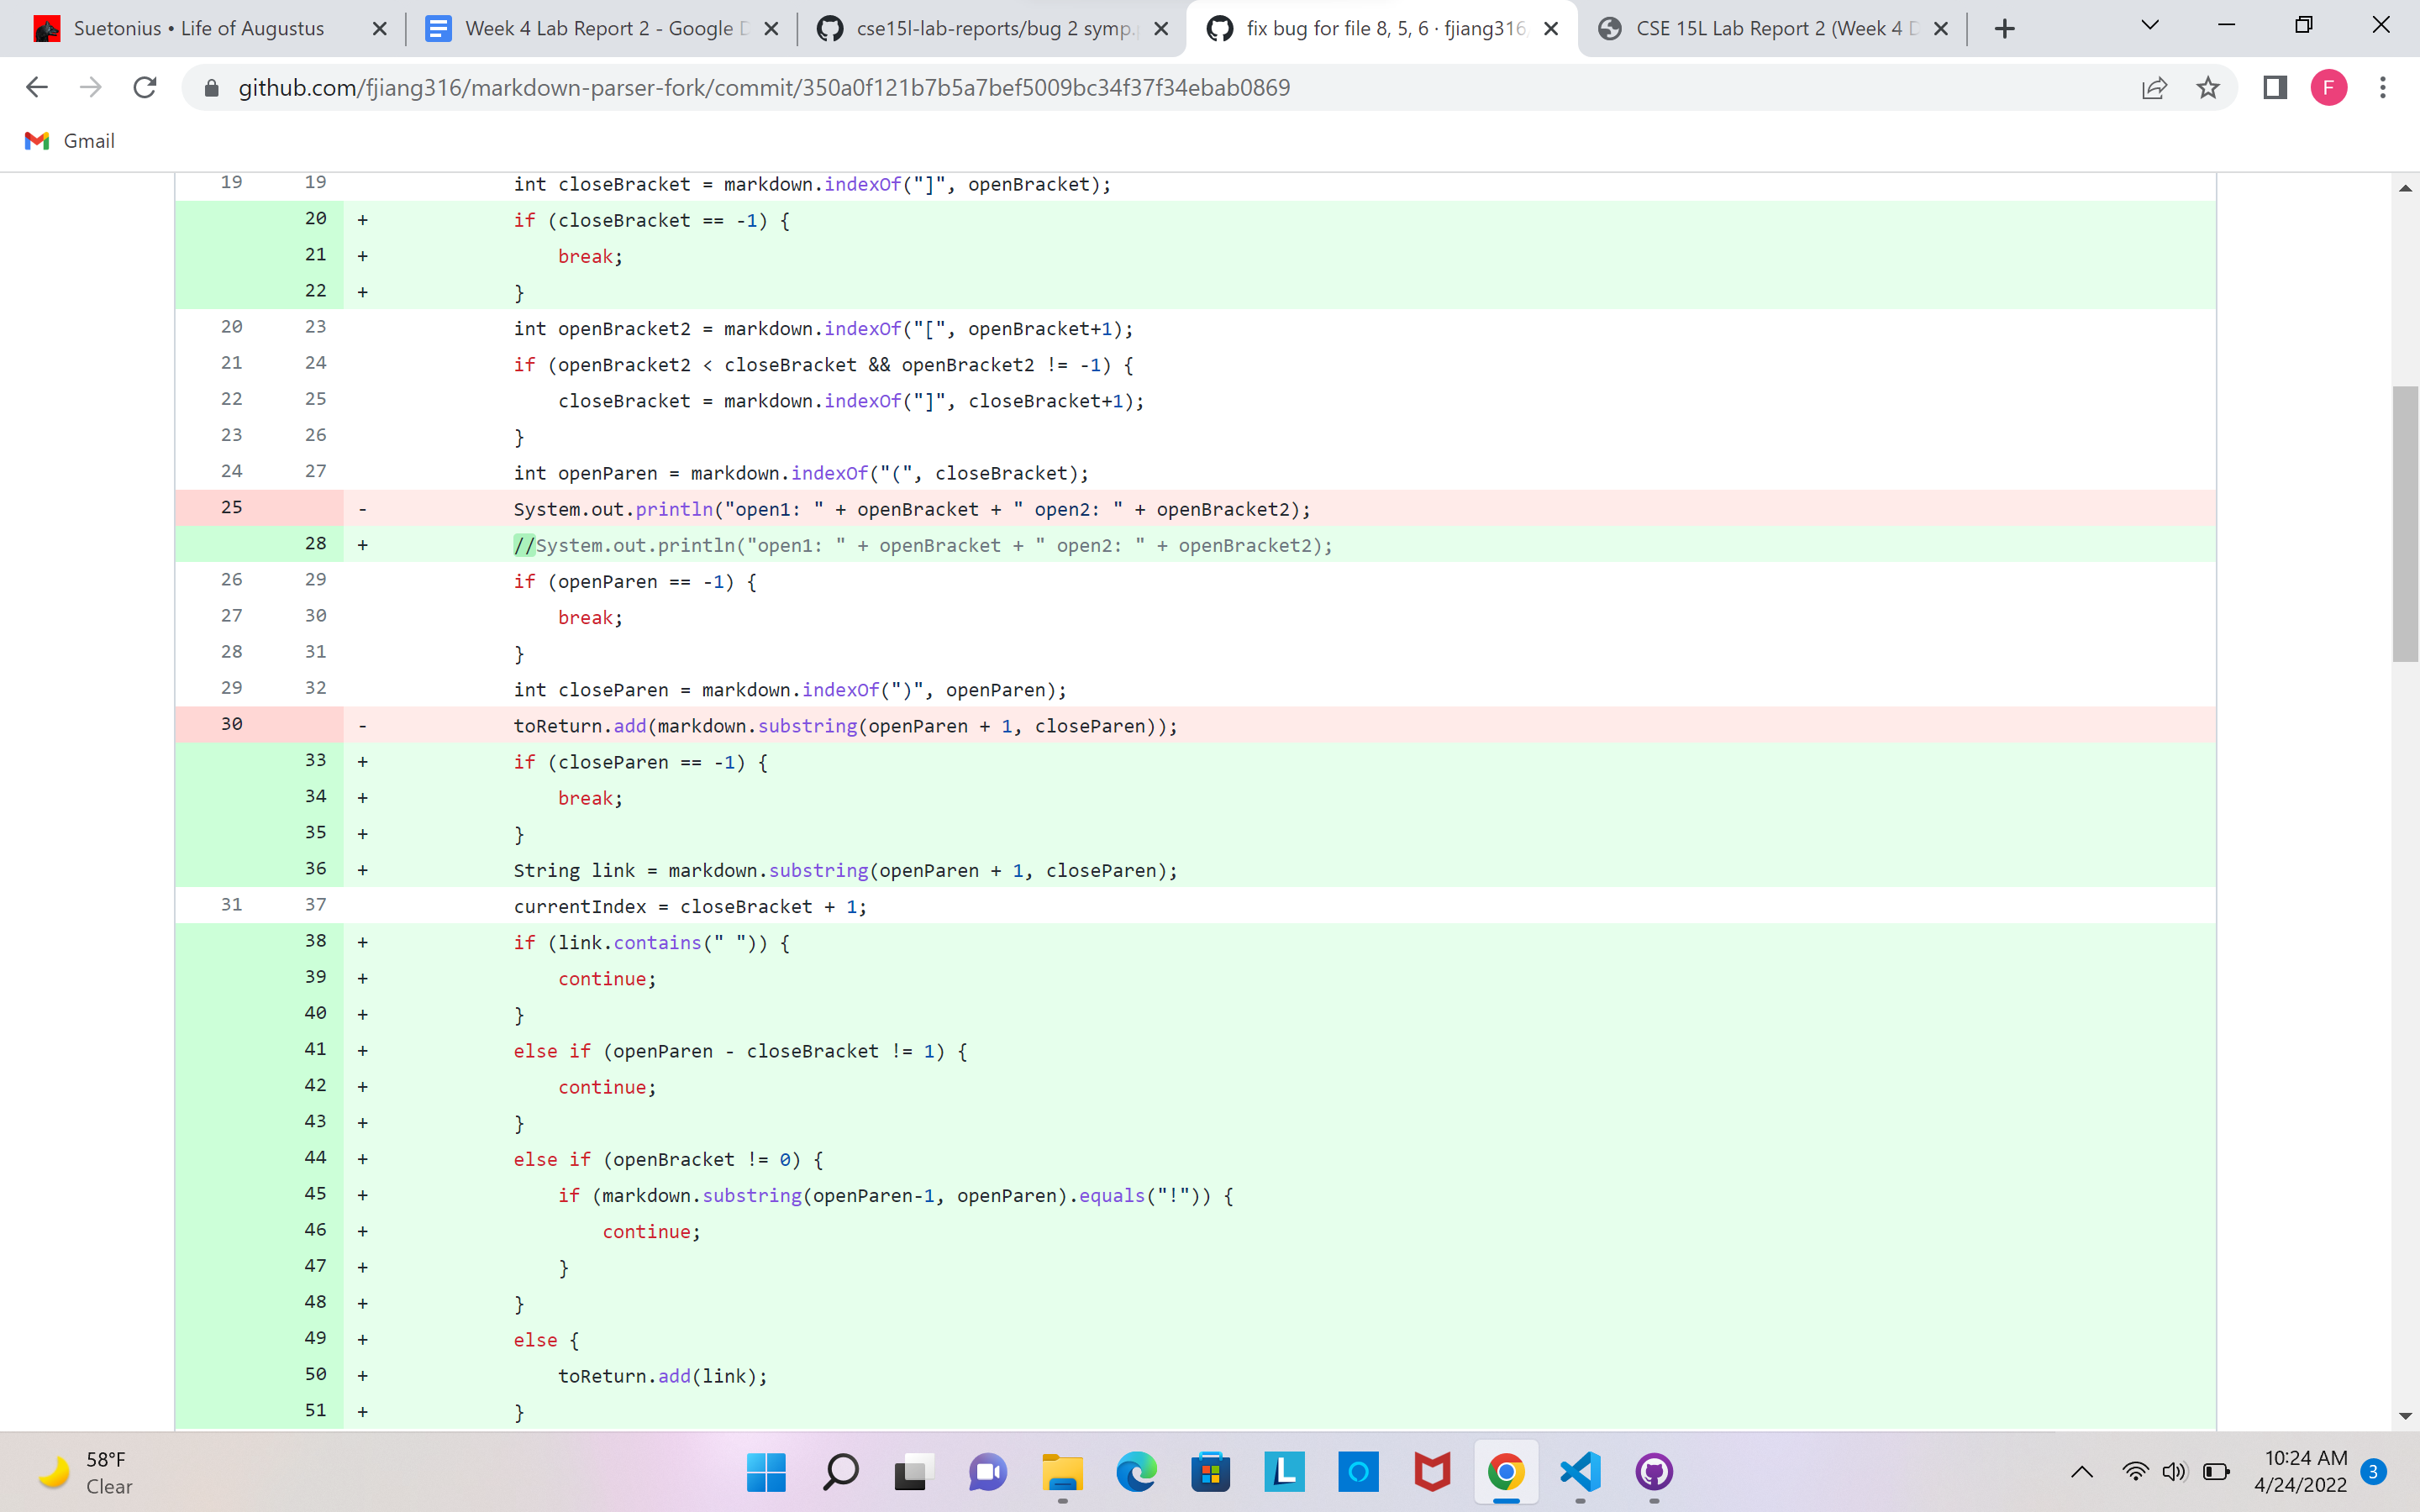 Suetonius • Life of Augustus
Week 4 Lab Report 2 - Google D
cse15l-lab-reports/bug 2 symp.p
fix bug for file 8, 5, 6 · fjiang316/
CSE 15L Lab Report 2 (Week 4 D
github.com/fjiang316/markdown-parser-fork/commit/350a0f121b7b5a7bef5009bc34f37f34ebab0869
F
Gmail
19 19 int closeBracket = markdown.indexOf("]", openBracket);
20 + if (closeBracket == -1) {
21 + break;
22 + }
20 23 int openBracket2 = markdown.indexOf("[", openBracket+1);
21 24 if (openBracket2 < closeBracket && openBracket2 != -1) {
22 25 closeBracket = markdown.indexOf("]", closeBracket+1);
23 26 }
24 27 int openParen = markdown.indexOf("(", closeBracket);
25 - System.out.println("open1: " + openBracket + " open2: " + openBracket2);
28 + //System.out.println("open1: " + openBracket + " open2: " + openBracket2);
26 29 if (openParen == -1) {
27 30 break;
28 31 }
29 32 int closeParen = markdown.indexOf(")", openParen);
30 - toReturn.add(markdown.substring(openParen + 1, closeParen));
33 + if (closeParen == -1) {
34 + break;
35 + }
36 + String link = markdown.substring(openParen + 1, closeParen);
31 37 currentIndex = closeBracket + 1;
38 + if (link.contains(" ")) {
39 + continue;
40 + }
41 + else if (openParen - closeBracket != 1) {
42 + continue;
43 + }
44 + else if (openBracket != 0) {
45 + if (markdown.substring(openParen-1, openParen).equals("!")) {
46 + continue;
47 + }
48 + }
49 + else {
50 + toReturn.add(link);
51 + }
58°F
Clear
L
10:24 AM
4/24/2022
3